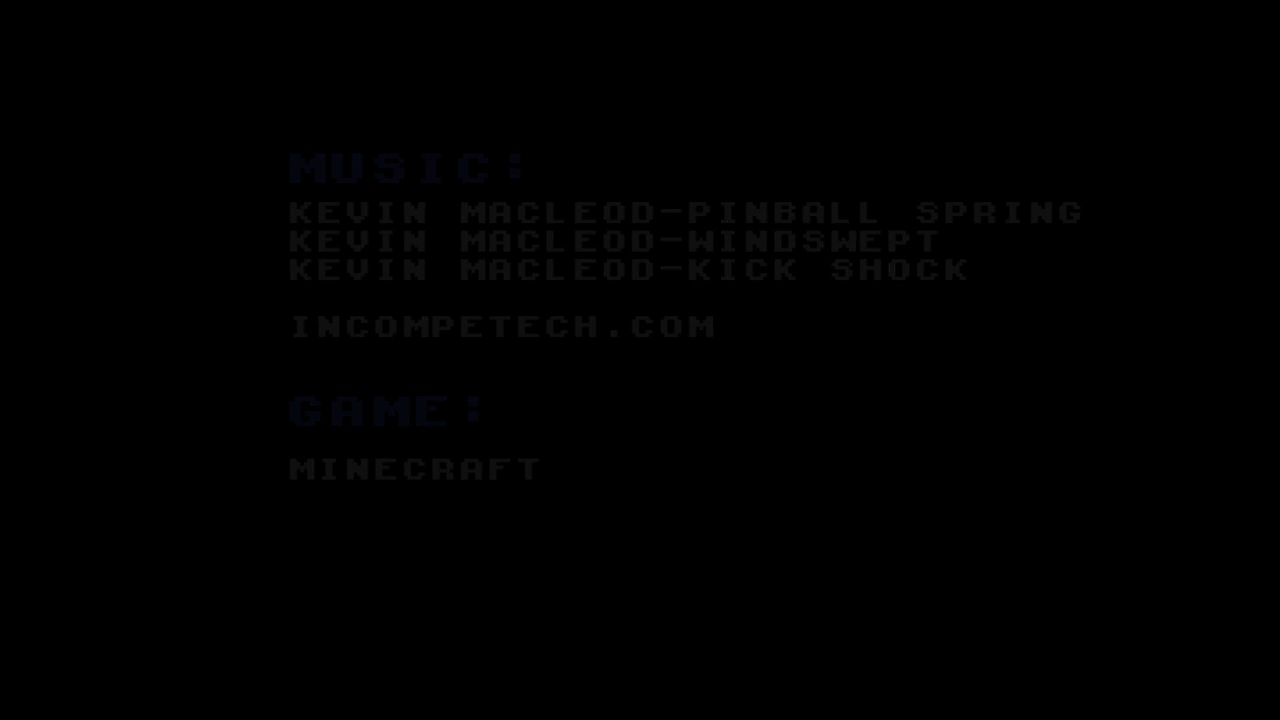 MUSIC:
KEVIN MACLEOD-PINBALL SPRING
KEVIN MACLEOD-WINDSWEPT
KEVIN MACLEOD-KICK SHOCK
INCOMPETECH.COM
GAME:
MINECRAFT